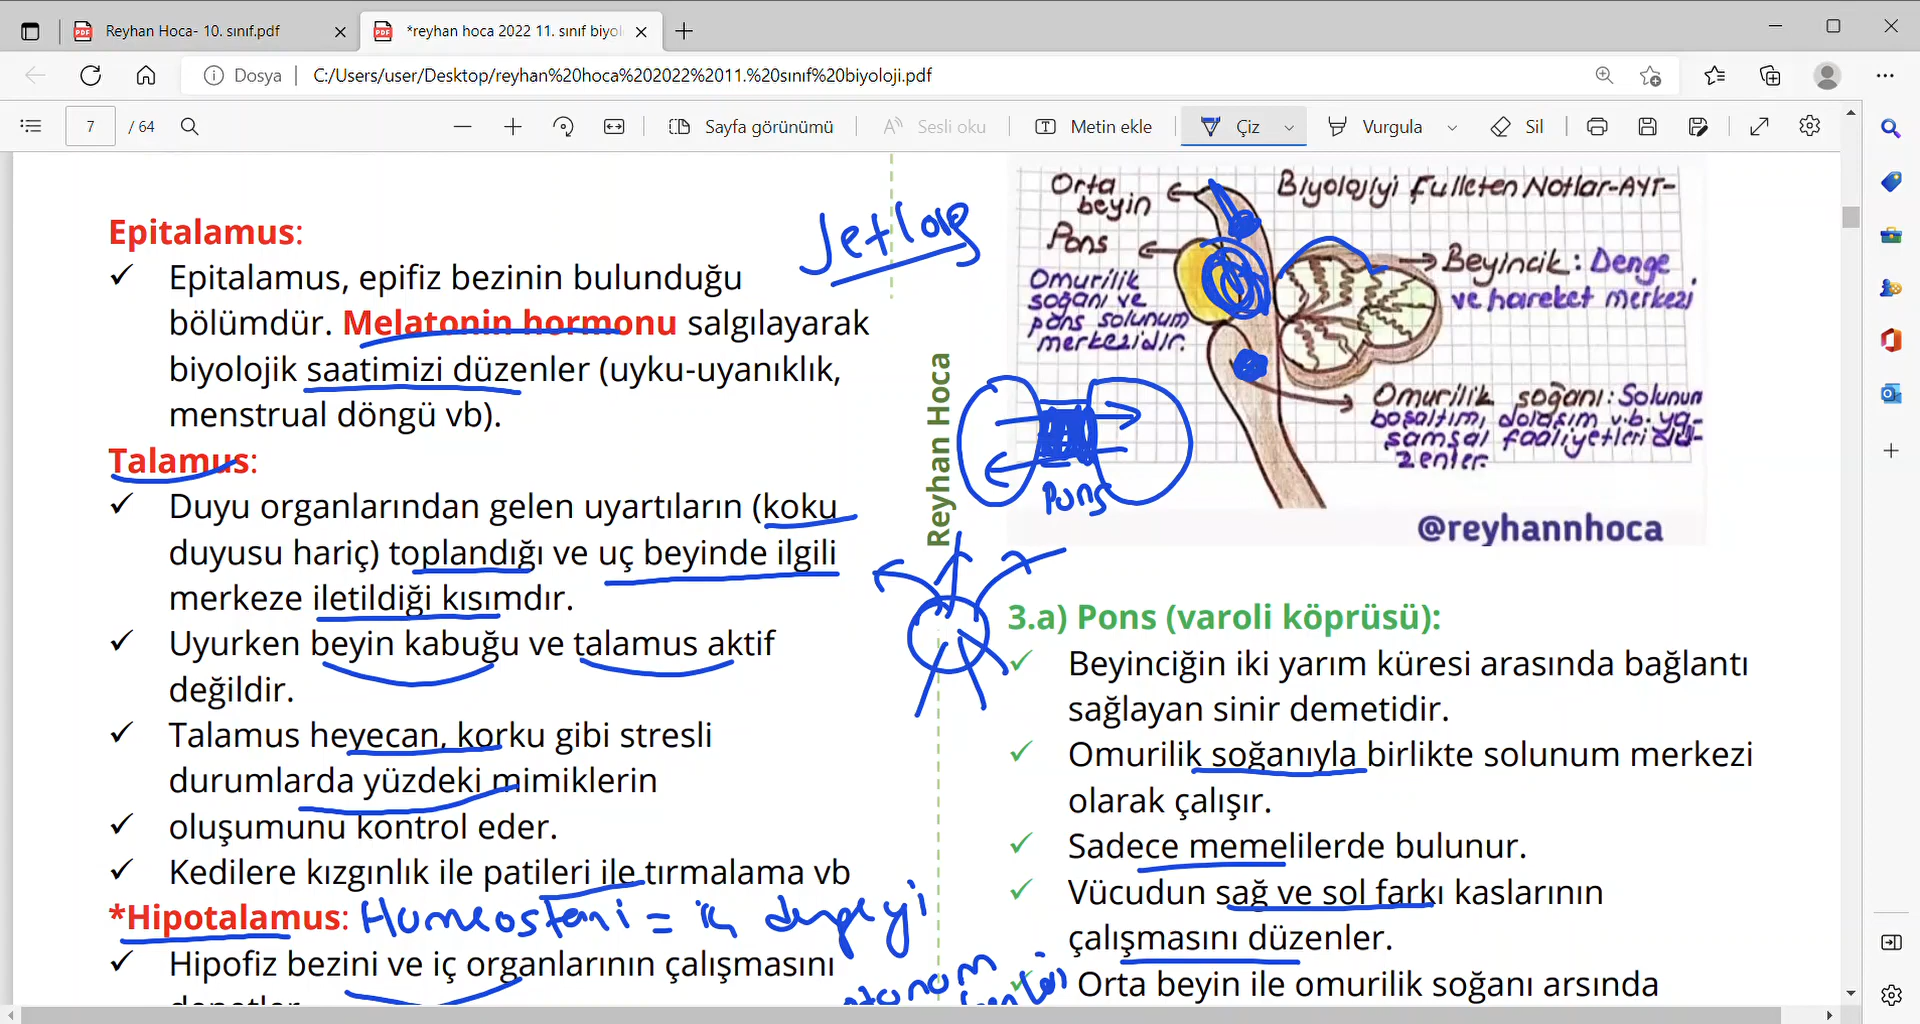 Reyhan Hoca- 10. sınıf.pdf
*reyhan hoca 2022 11. sınıf biyol
Dosya
C:/Users/user/Desktop/reyhan%20hoca%202022%2011.%20sınıf%20biyoloji.pdf
7 / 64
Sayfa görünümü
Sesli oku
Metin ekle
Çiz
Vurgula
Sil
Epitalamus:
✓ Epitalamus, epifiz bezinin bulunduğu
bölümdür. Melatonin hormonu salgılayarak
biyolojik saatimizi düzenler (uyku-uyanıklık,
menstrual döngü vb).
Talamus:
✓ Duyu organlarından gelen uyartıların (koku
duyusu hariç) toplandığı ve uç beyinde ilgili
merkeze iletildiği kısımdır.
✓ Uyurken beyin kabuğu ve talamus aktif
değildir.
✓ Talamus heyecan, korku gibi stresli
durumlarda yüzdeki mimiklerin
✓ oluşumunu kontrol eder.
✓ Kedilere kızgınlık ile patileri ile tırmalama vb
*Hipotalamus: Humeostani = iç dengeyi
✓ Hipofiz bezini ve iç organlarının çalışmasını
denetler
Jetlag
Reyhan Hoca
otonom
Orta beyin
Pons
Omurilik
soğanı ve
pons solunum
merkezidir.
Biyolojiyi Fulleten Notlar-AYT-
Beyincik: Denge
ve hareket merkezi
Omurilik soğanı: Solunum
boşaltım, dolaşım v.b. ya-
şamsal faaliyetleri dü-
zenler.
Pons
@reyhannhoca
3.a) Pons (varoli köprüsü):
✓ Beyinciğin iki yarım küresi arasında bağlantı
sağlayan sinir demetidir.
✓ Omurilik soğanıyla birlikte solunum merkezi
olarak çalışır.
✓ Sadece memelilerde bulunur.
✓ Vücudun sağ ve sol farkı kaslarının
çalışmasını düzenler.
✓ Orta beyin ile omurilik soğanı arsında